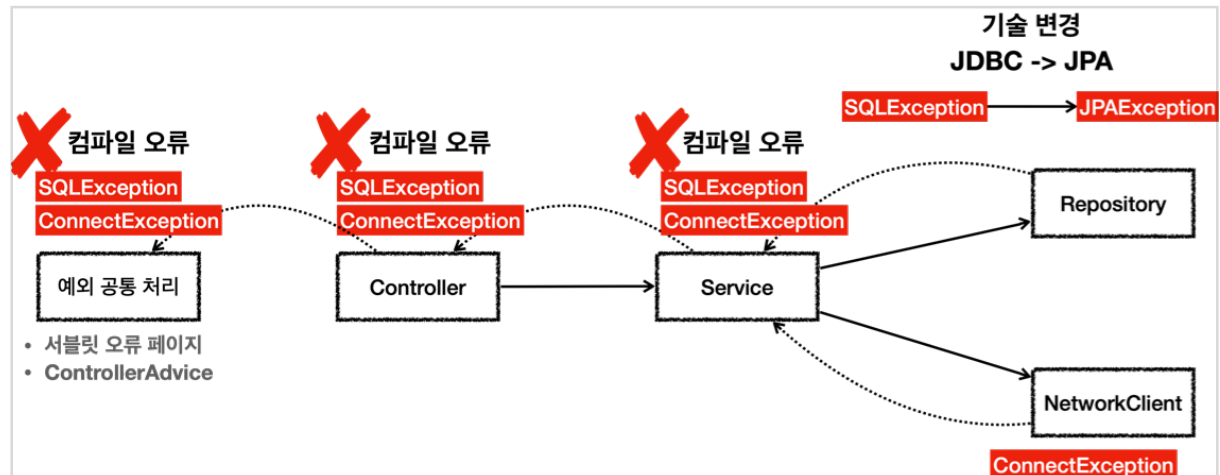 기술 변경
JDBC -> JPA
SQLException
JPAException
컴파일 오류
SQLException
ConnectException
컴파일 오류
SQLException
ConnectException
컴파일 오류
SQLException
ConnectException
예외 공통 처리
Controller
Service
Repository
• 서블릿 오류 페이지
• ControllerAdvice
NetworkClient
ConnectException